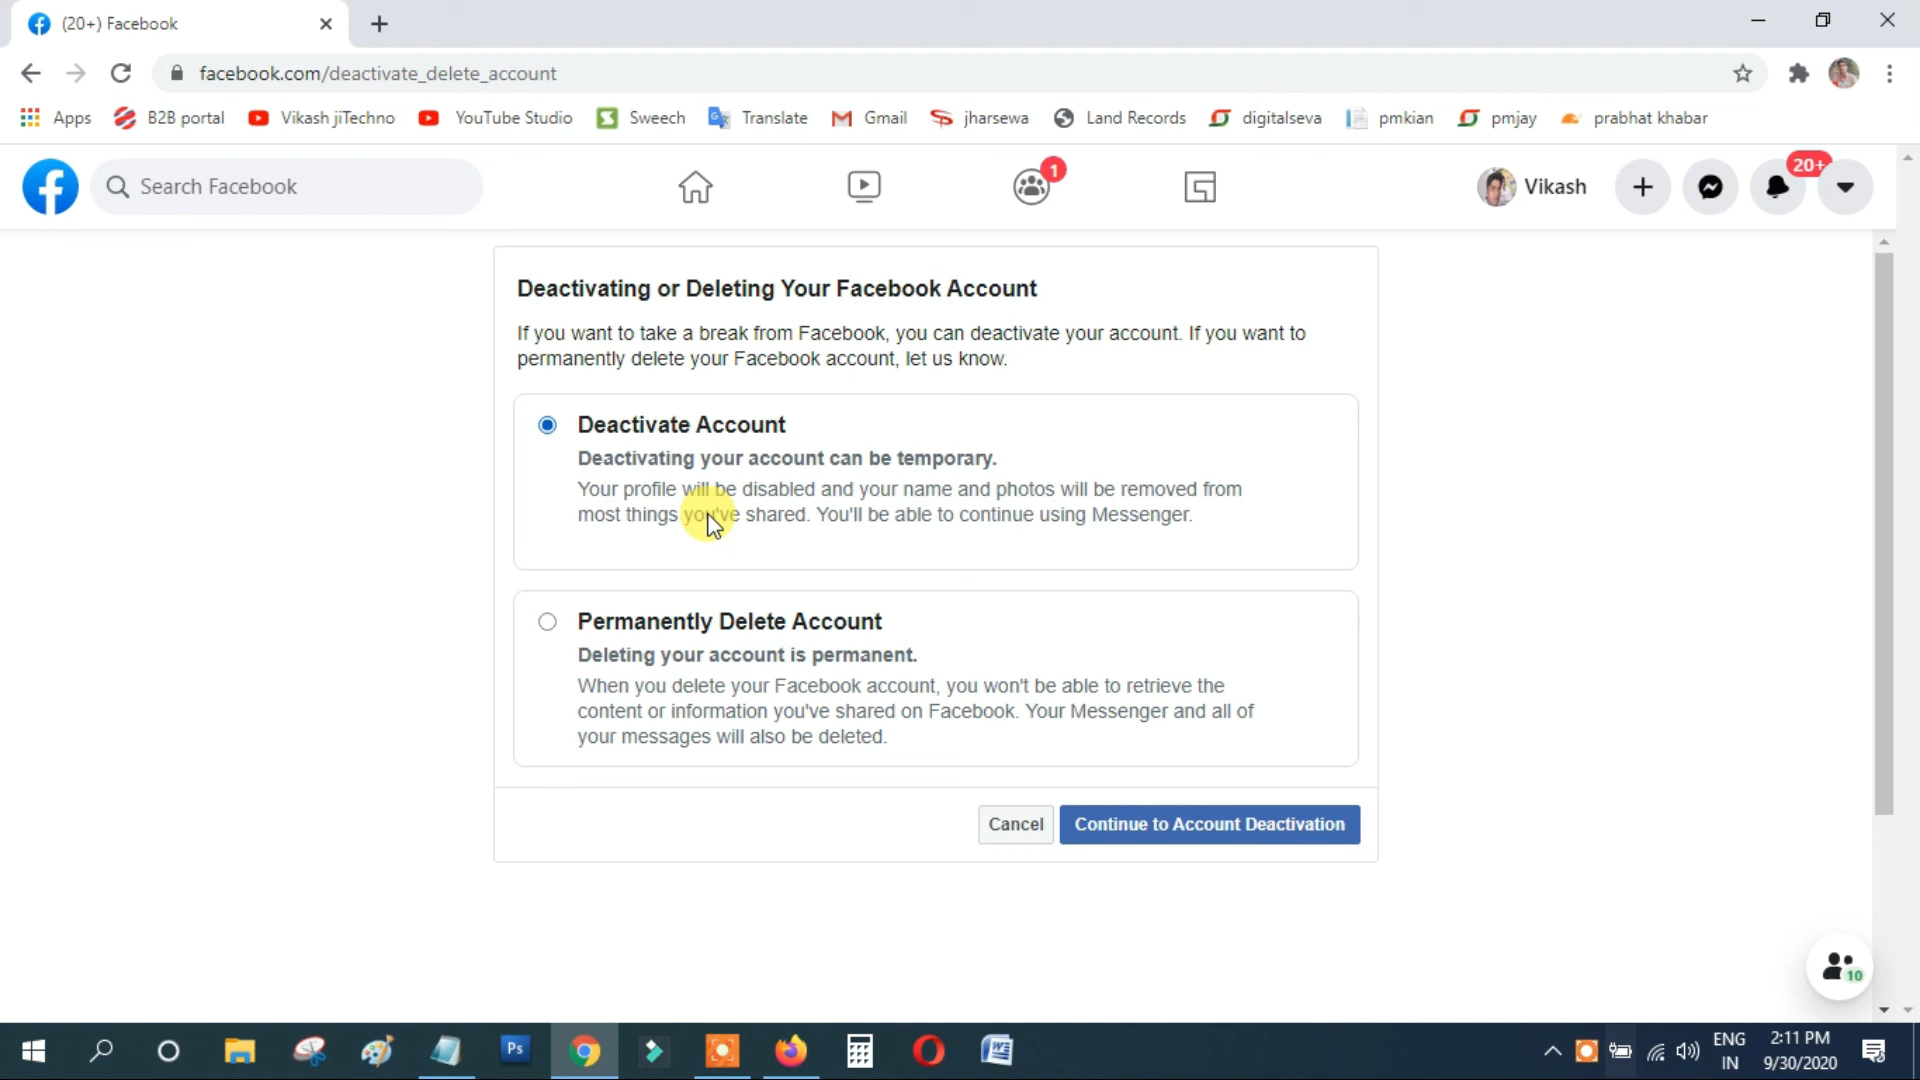 (20+) Facebook
facebook.com/deactivate_delete_account
Apps B2B portal Vikash jiTechno YouTube Studio Sweech Translate Gmail jharsewa Land Records digitalseva pmkian pmjay prabhat khabar
Search Facebook
1
Vikash
20+
Deactivating or Deleting Your Facebook Account
If you want to take a break from Facebook, you can deactivate your account. If you want to
permanently delete your Facebook account, let us know.
Deactivate Account
Deactivating your account can be temporary.
Your profile will be disabled and your name and photos will be removed from
most things you've shared. You'll be able to continue using Messenger.
Permanently Delete Account
Deleting your account is permanent.
When you delete your Facebook account, you won't be able to retrieve the
content or information you've shared on Facebook. Your Messenger and all of
your messages will also be deleted.
Cancel Continue to Account Deactivation
10
Ps
ENG 2:11 PM
IN 9/30/2020